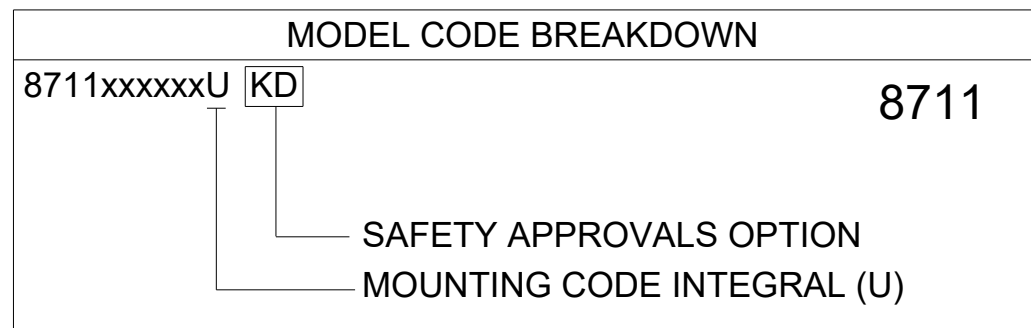 MODEL CODE BREAKDOWN
8711xxxxxxU KD
8711
SAFETY APPROVALS OPTION
MOUNTING CODE INTEGRAL (U)